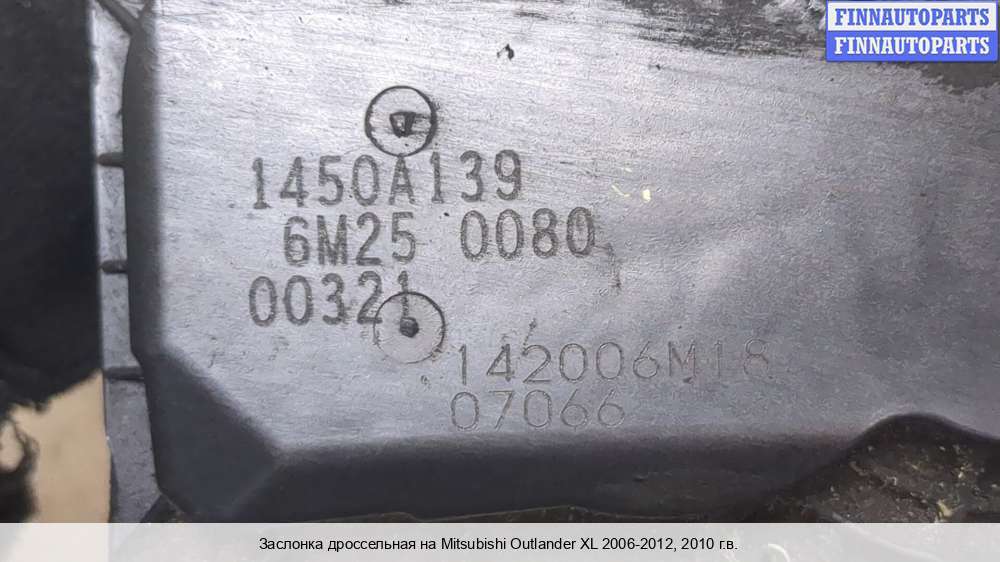 FINNAUTOPARTS
FINNAUTOPARTS
1450A139
6M25 0080
00321
142006M18
07066
Заслонка дроссельная на Mitsubishi Outlander XL 2006-2012, 2010 г.в.